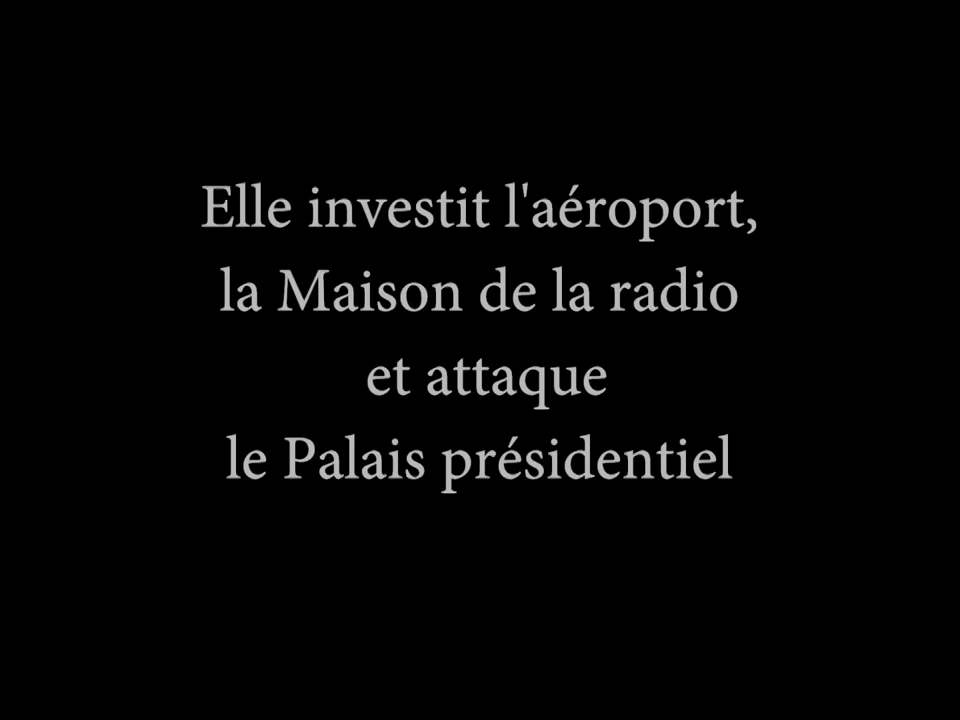 Elle investit l'aéroport,
la Maison de la radio
et attaque
le Palais présidentiel